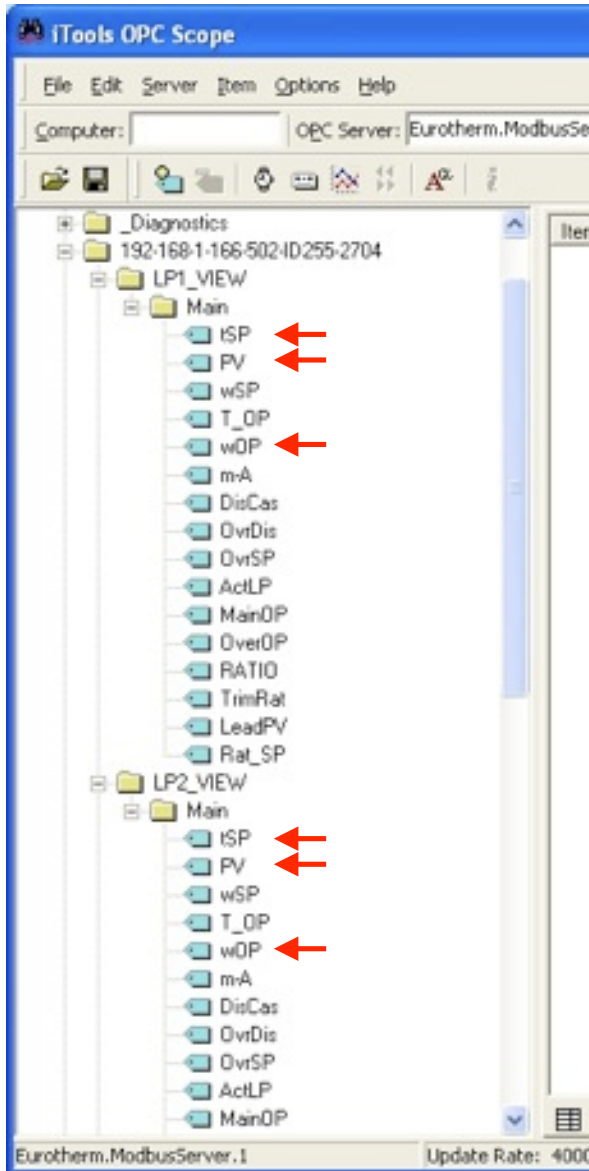 iTools OPC Scope
File Edit Server Item Options Help
Computer: OPC Server: Eurotherm.ModbusSe
_Diagnostics
Iter
192-168-1-166-502-ID255-2704
LP1_VIEW
Main
tSP
PV
wSP
T_OP
wOP
m-A
DisCas
OvrDis
OvrSP
ActLP
MainOP
OverOP
RATIO
TrimRat
LeadPV
Rat_SP
LP2_VIEW
Main
tSP
PV
wSP
T_OP
wOP
m-A
DisCas
OvrDis
OvrSP
ActLP
MainOP
Eurotherm.ModbusServer.1 Update Rate: 4000